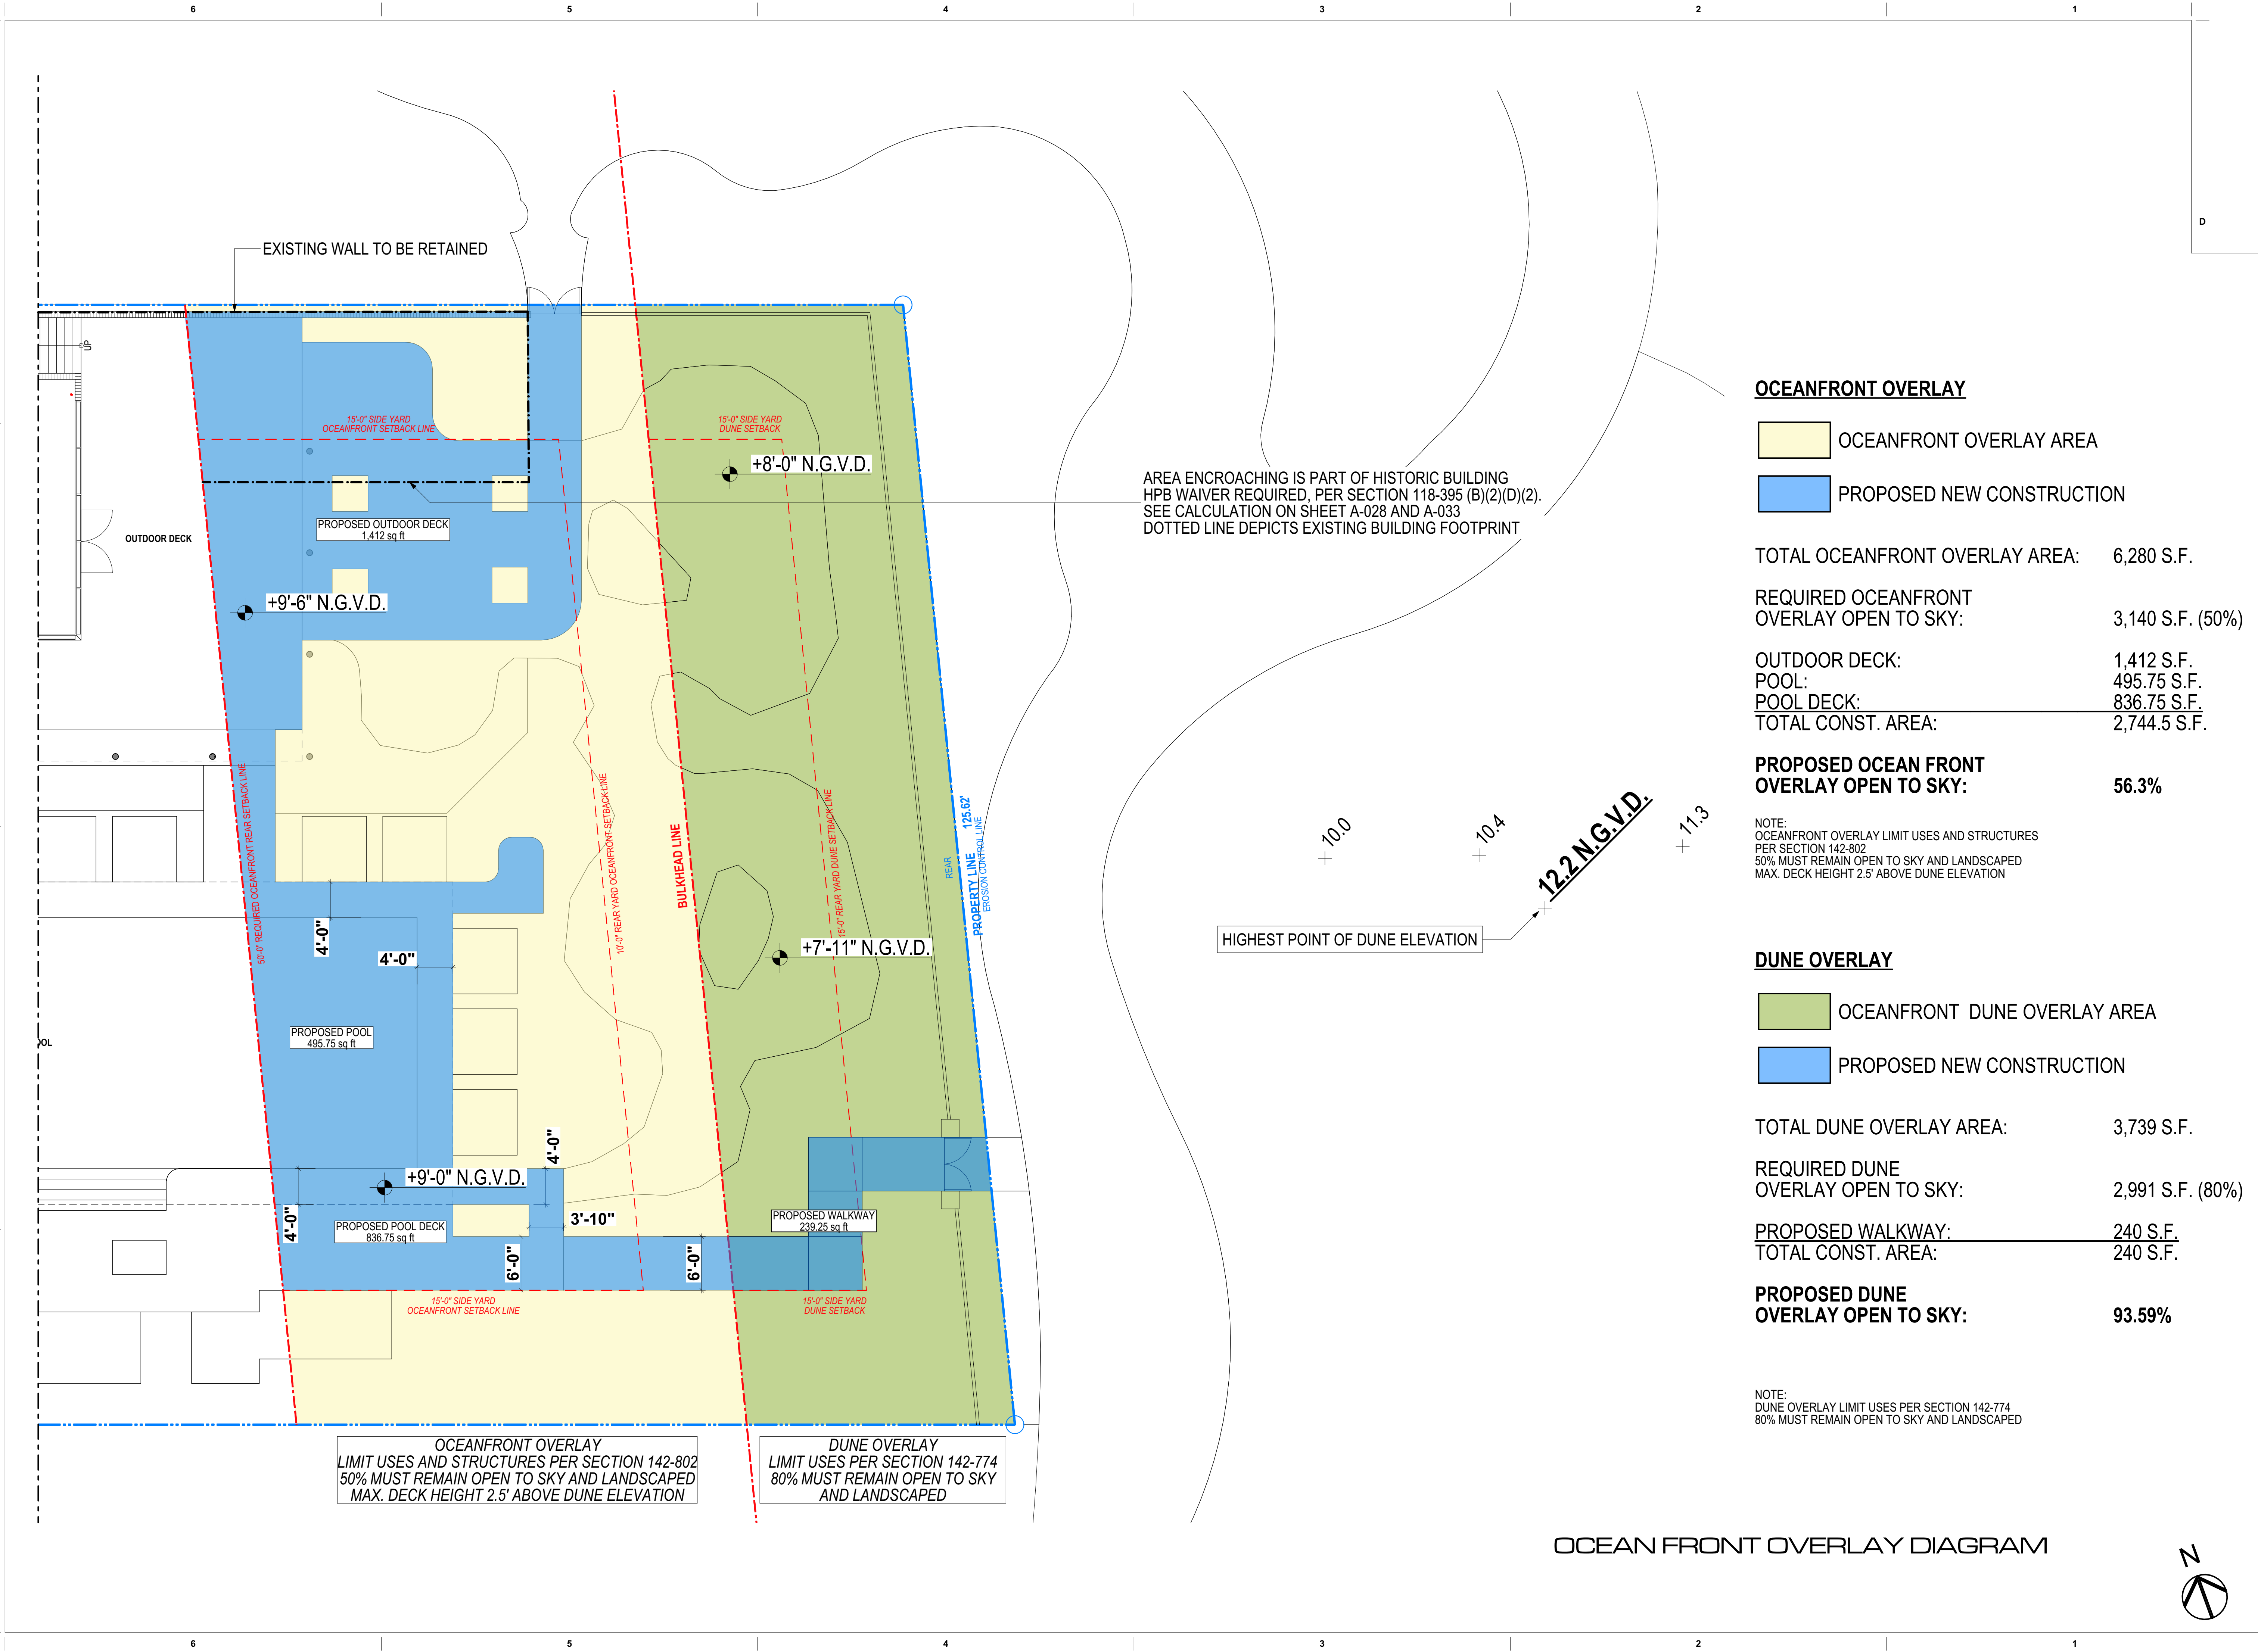 6 5 4 3 2 1
D
EXISTING WALL TO BE RETAINED
UP
15'-0" SIDE YARD
OCEANFRONT SETBACK LINE
15'-0" SIDE YARD
DUNE SETBACK
+8'-0" N.G.V.D.
AREA ENCROACHING IS PART OF HISTORIC BUILDING
HPB WAIVER REQUIRED, PER SECTION 118-395 (B)(2)(D)(2).
SEE CALCULATION ON SHEET A-028 AND A-033
DOTTED LINE DEPICTS EXISTING BUILDING FOOTPRINT
PROPOSED OUTDOOR DECK
1,412 sq ft
OUTDOOR DECK
+9'-6" N.G.V.D.
50'-0" REQUIRED OCEANFRONT REAR SETBACK LINE
10'-0" REAR YARD OCEANFRONT SETBACK LINE
BULKHEAD LINE
15'-0" REAR YARD DUNE SETBACK LINE
REAR
PROPERTY LINE 125.62'
EROSION CONTROL LINE
10.0
10.4
12.2 N.G.V.D.
11.3
HIGHEST POINT OF DUNE ELEVATION
4'-0"
4'-0"
+7'-11" N.G.V.D.
PROPOSED POOL
495.75 sq ft
OL
4'-0"
+9'-0" N.G.V.D.
4'-0"
PROPOSED POOL DECK
836.75 sq ft
3'-10"
PROPOSED WALKWAY
239.25 sq ft
6'-0"
6'-0"
15'-0" SIDE YARD
OCEANFRONT SETBACK LINE
15'-0" SIDE YARD
DUNE SETBACK
OCEANFRONT OVERLAY
LIMIT USES AND STRUCTURES PER SECTION 142-802
50% MUST REMAIN OPEN TO SKY AND LANDSCAPED
MAX. DECK HEIGHT 2.5' ABOVE DUNE ELEVATION
DUNE OVERLAY
LIMIT USES PER SECTION 142-774
80% MUST REMAIN OPEN TO SKY
AND LANDSCAPED
OCEANFRONT OVERLAY
OCEANFRONT OVERLAY AREA
PROPOSED NEW CONSTRUCTION
TOTAL OCEANFRONT OVERLAY AREA: 6,280 S.F.
REQUIRED OCEANFRONT
OVERLAY OPEN TO SKY: 3,140 S.F. (50%)
OUTDOOR DECK: 1,412 S.F.
POOL: 495.75 S.F.
POOL DECK: 836.75 S.F.
TOTAL CONST. AREA: 2,744.5 S.F.
PROPOSED OCEAN FRONT
OVERLAY OPEN TO SKY: 56.3%
NOTE:
OCEANFRONT OVERLAY LIMIT USES AND STRUCTURES
PER SECTION 142-802
50% MUST REMAIN OPEN TO SKY AND LANDSCAPED
MAX. DECK HEIGHT 2.5' ABOVE DUNE ELEVATION
DUNE OVERLAY
OCEANFRONT DUNE OVERLAY AREA
PROPOSED NEW CONSTRUCTION
TOTAL DUNE OVERLAY AREA: 3,739 S.F.
REQUIRED DUNE
OVERLAY OPEN TO SKY: 2,991 S.F. (80%)
PROPOSED WALKWAY: 240 S.F.
TOTAL CONST. AREA: 240 S.F.
PROPOSED DUNE
OVERLAY OPEN TO SKY: 93.59%
NOTE:
DUNE OVERLAY LIMIT USES PER SECTION 142-774
80% MUST REMAIN OPEN TO SKY AND LANDSCAPED
OCEAN FRONT OVERLAY DIAGRAM
N
6 5 4 3 2 1